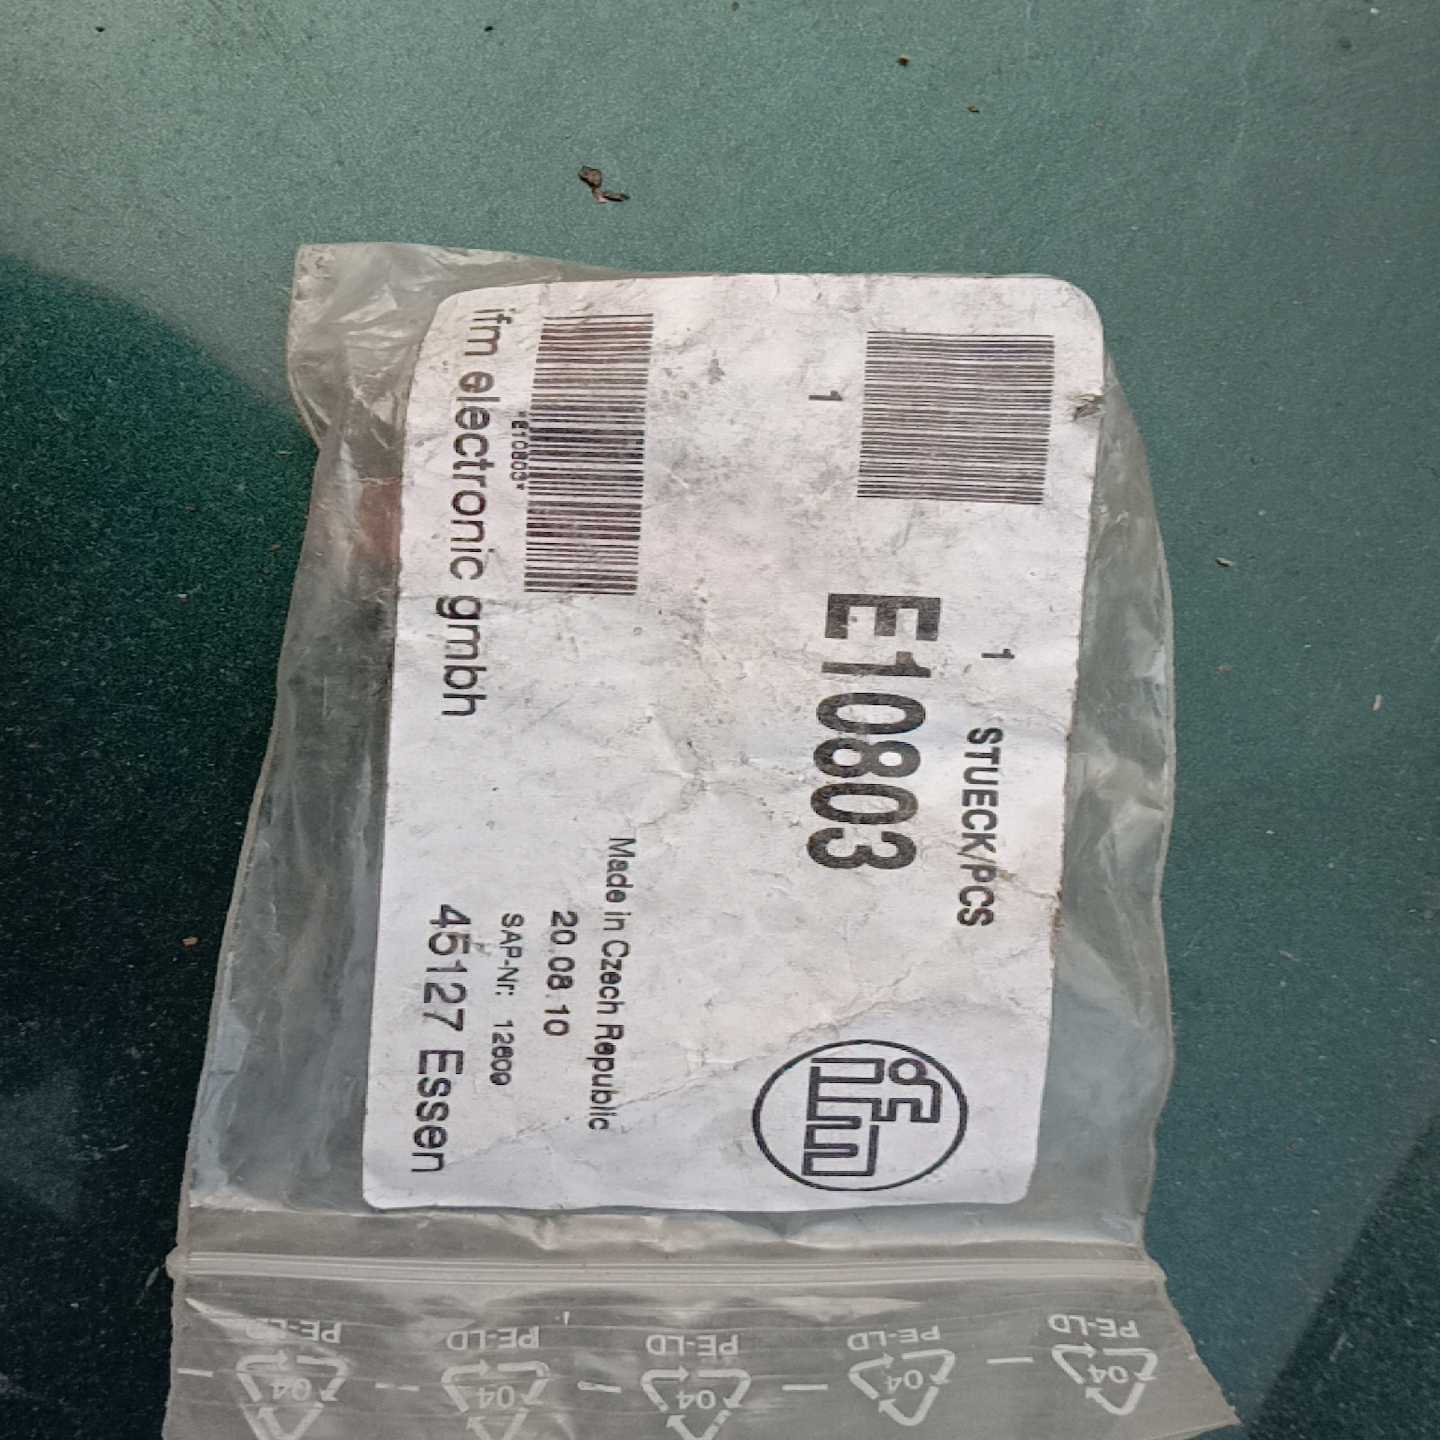 1 STUECK/PCS
1
E10803
ifm
Made in Czech Republic
20.08.10
*E10803*
SAP-Nr: 12600
ifm electronic gmbh 45127 Essen
PE-LD PE-LD PE-LD PE-LD PE-LD
04 04 04 04 04